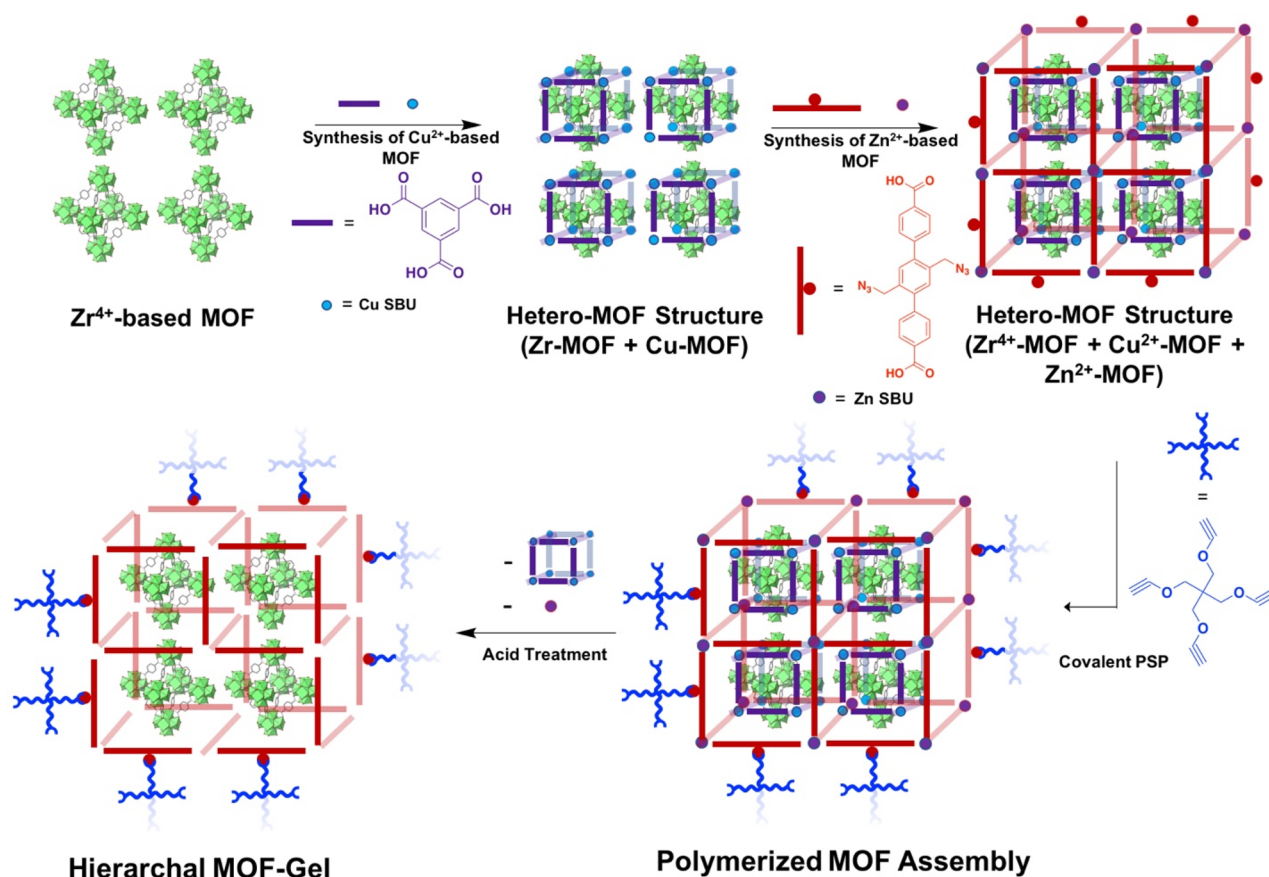 Synthesis of Cu²⁺-based
MOF
Synthesis of Zn²⁺-based
MOF
=
O
HO
O
OH
HO
O
= Cu SBU
Zr⁴⁺-based MOF
Hetero-MOF Structure
(Zr-MOF + Cu-MOF)
=
HO
O
N₃
N₃
HO
O
= Zn SBU
Hetero-MOF Structure
(Zr⁴⁺-MOF + Cu²⁺-MOF +
Zn²⁺-MOF)
=
O
O
O
O
Covalent PSP
-
-
Acid Treatment
Hierarchal MOF-Gel
Polymerized MOF Assembly